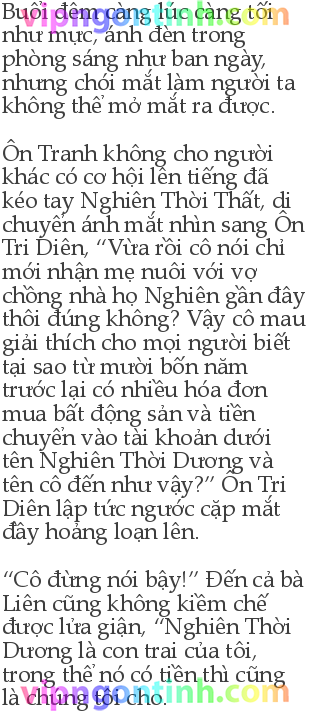 Buổi đêm càng lúc càng tối
như mực, ánh đèn trong
phòng sáng như ban ngày,
nhưng chói mắt làm người ta
không thể mở mắt ra được.

Ôn Tranh không cho người
khác có cơ hội lên tiếng đã
kéo tay Nghiên Thời Thất, di
chuyển ánh mắt nhìn sang Ôn
Tri Diên, “Vừa rồi cô nói chỉ
mới nhận mẹ nuôi với vợ
chồng nhà họ Nghiên gần đây
thôi đúng không? Vậy cô mau
giải thích cho mọi người biết
tại sao từ mười bốn năm
trước lại có nhiều hóa đơn
mua bất động sản và tiền
chuyển vào tài khoản dưới
tên Nghiên Thời Dương và
tên cô đến như vậy?” Ôn Tri
Diên lập tức ngước cặp mắt
đầy hoảng loạn lên.

“Cô đừng nói bậy!” Đến cả bà
Liên cũng không kiềm chế
được lửa giận, “Nghiên Thời
Dương là con trai của tôi,
trong thể nó có tiền thì cũng
là chúng tôi cho.
vipngontinh.com
vipngontinh.com